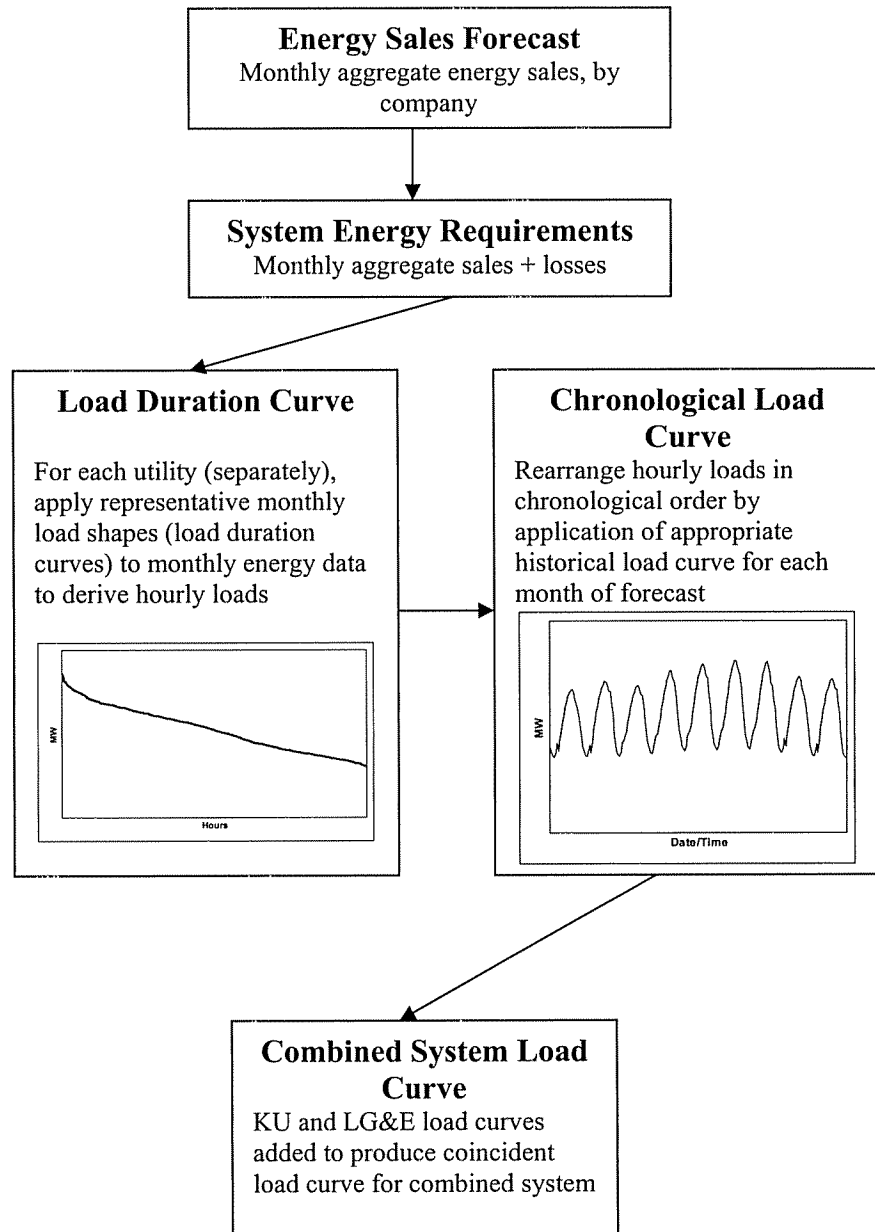 Energy Sales Forecast
Monthly aggregate energy sales, by
company
System Energy Requirements
Monthly aggregate sales + losses
Load Duration Curve
For each utility (separately),
apply representative monthly
load shapes (load duration
curves) to monthly energy data
to derive hourly loads
MW
Hours
Chronological Load
Curve
Rearrange hourly loads in
chronological order by
application of appropriate
historical load curve for each
month of forecast
MW
Date/Time
Combined System Load
Curve
KU and LG&E load curves
added to produce coincident
load curve for combined system